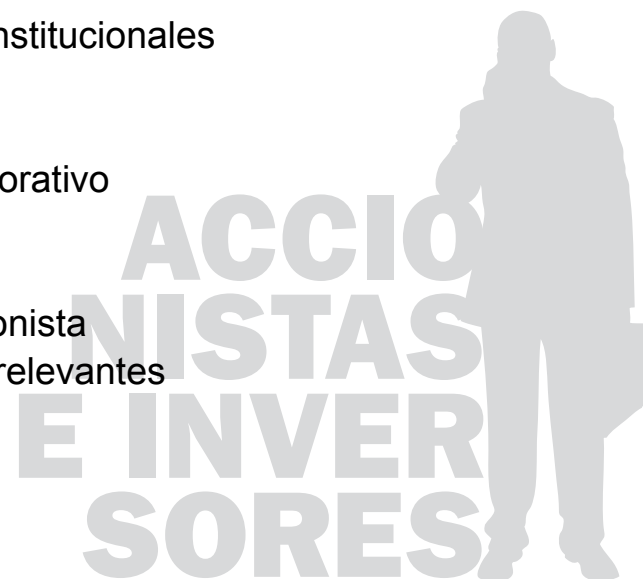 nstitucionales
orativo
onista
relevantes
ACCIO
NISTAS
E INVER
SORES